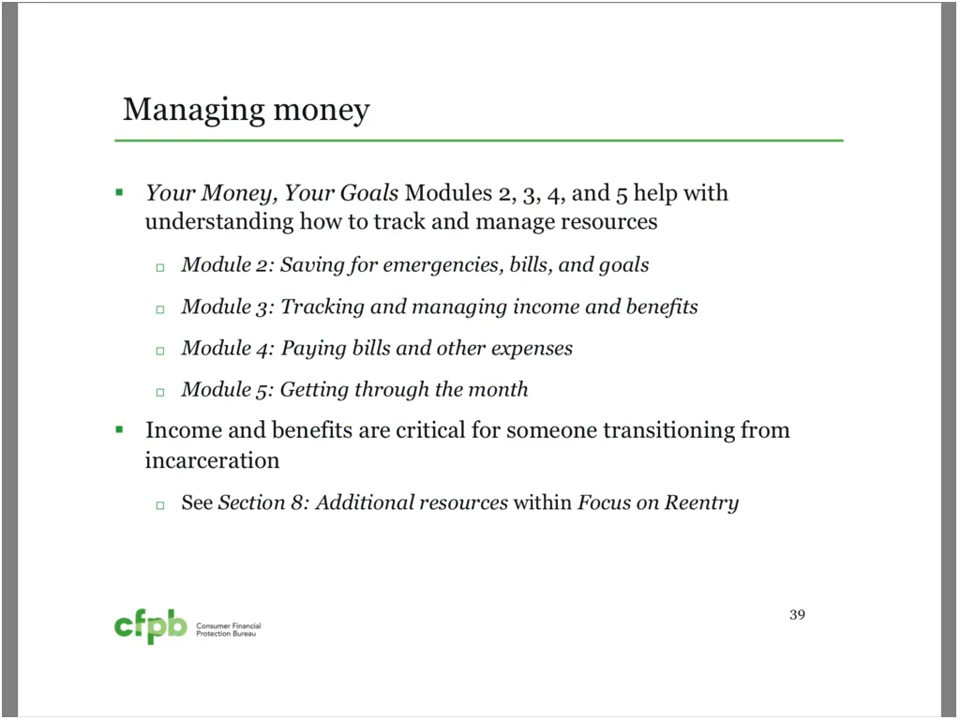 Managing money
Your Money, Your Goals Modules 2, 3, 4, and 5 help with
understanding how to track and manage resources
Module 2: Saving for emergencies, bills, and goals
Module 3: Tracking and managing income and benefits
Module 4: Paying bills and other expenses
Module 5: Getting through the month
Income and benefits are critical for someone transitioning from
incarceration
See Section 8: Additional resources within Focus on Reentry
39
cfpb
Consumer Financial
Protection Bureau